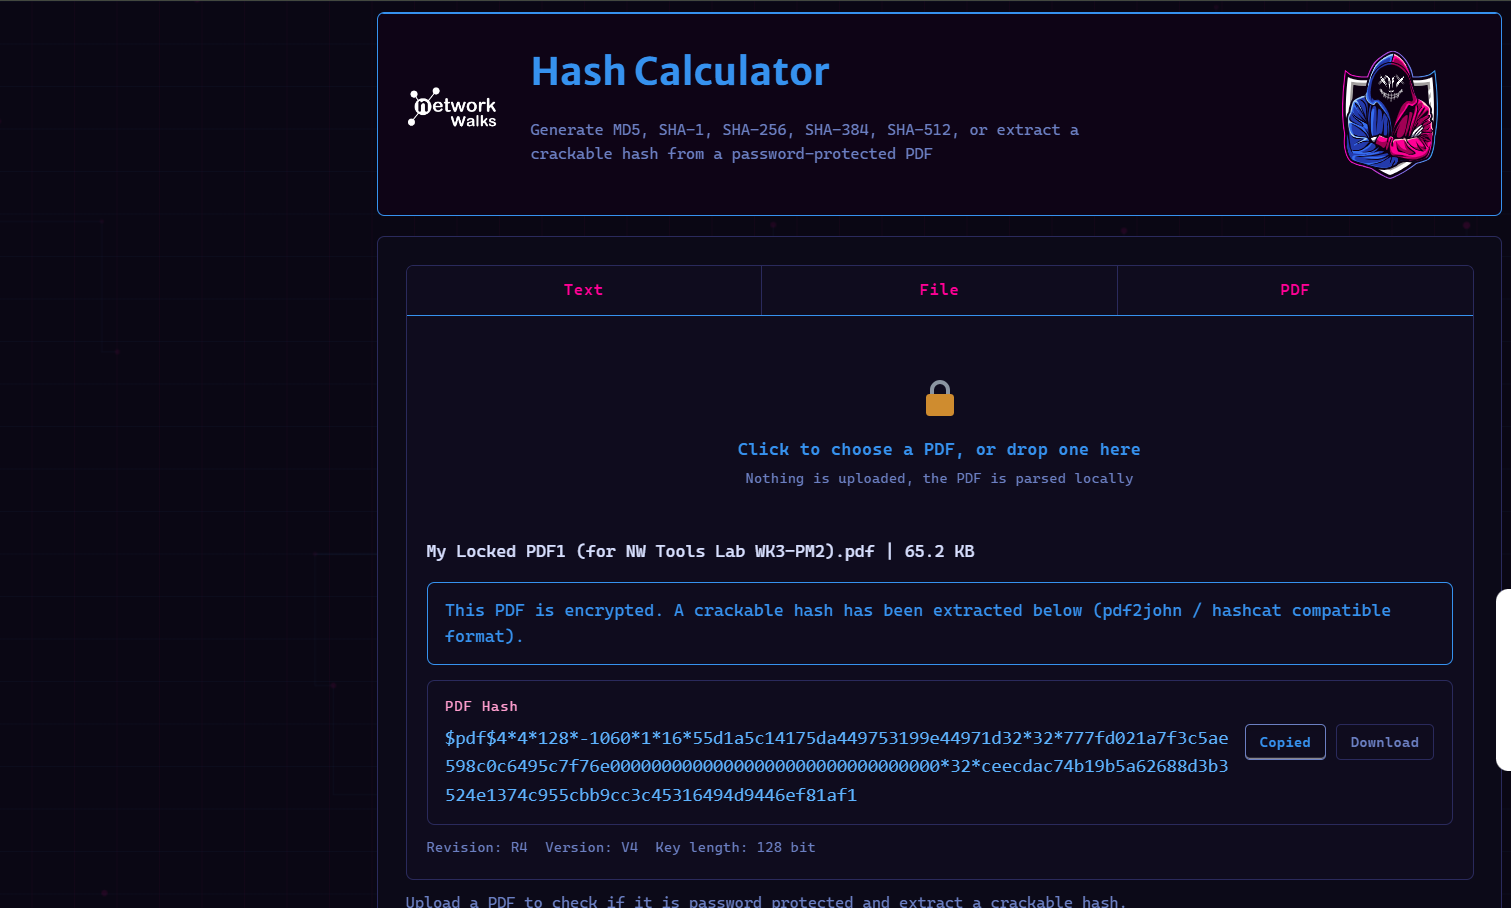 network
Walks
Hash Calculator
Generate MD5, SHA-1, SHA-256, SHA-384, SHA-512, or extract a
crackable hash from a password-protected PDF
Text
File
PDF
Click to choose a PDF, or drop one here
Nothing is uploaded, the PDF is parsed locally
My Locked PDF1 (for NW Tools Lab WK3-PM2).pdf | 65.2 KB
This PDF is encrypted. A crackable hash has been extracted below (pdf2john / hashcat compatible
format).
PDF Hash
$pdf$4*4*128*-1060*1*16*55d1a5c14175da449753199e44971d32*32*777fd021a7f3c5ae
598c0c6495c7f76e00000000000000000000000000000000*32*ceecdac74b19b5a62688d3b3
524e1374c955cbb9cc3c45316494d9446ef81af1
Copied
Download
Revision: R4 Version: V4 Key length: 128 bit
Upload a PDF to check if it is password protected and extract a crackable hash.